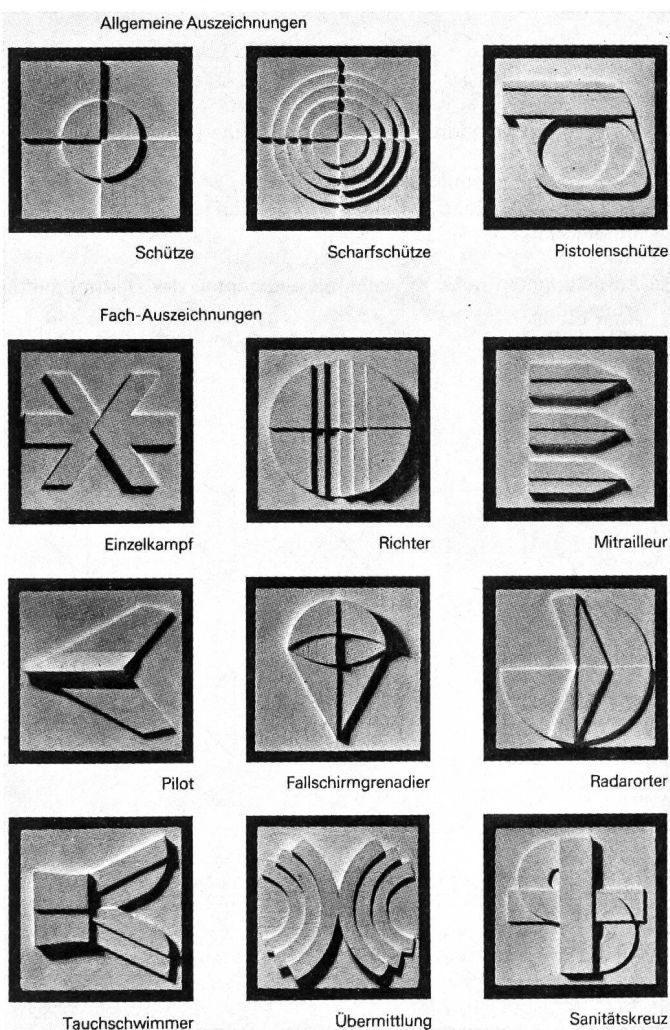 Allgemeine Auszeichnungen
Schütze
Scharfschütze
Pistolenschütze
Fach-Auszeichnungen
Einzelkampf
Richter
Mitrailleur
Pilot
Fallschirmgrenadier
Radarorter
Tauchschwimmer
Übermittlung
Sanitätskreuz